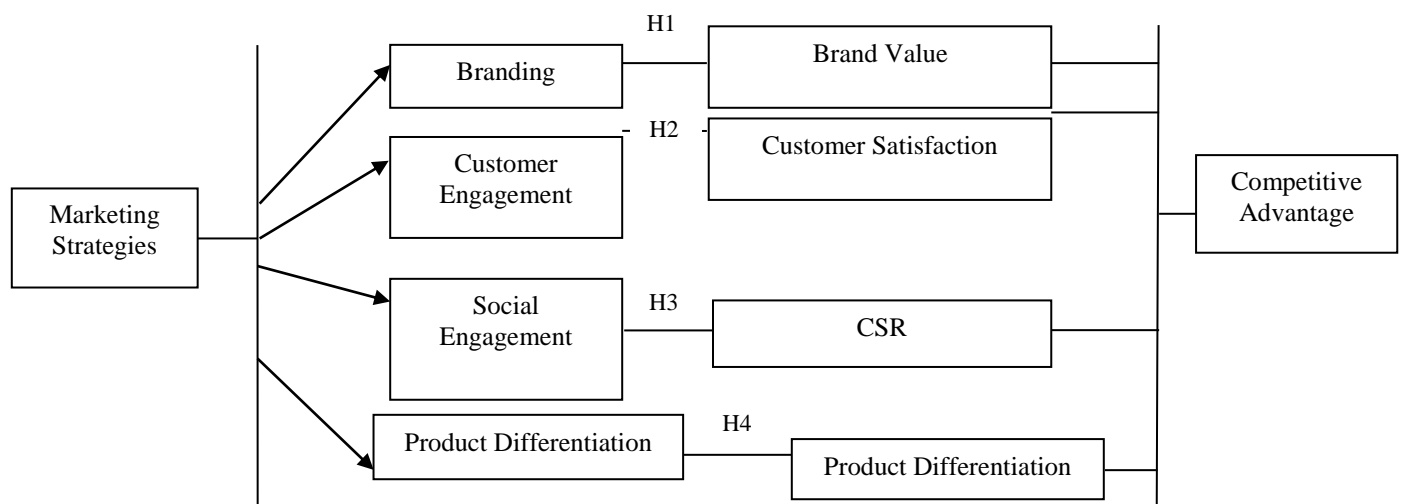 H1
Branding
Brand Value
H2
Customer
Engagement
Customer Satisfaction
Marketing
Strategies
Competitive
Advantage
H3
Social
Engagement
CSR
H4
Product Differentiation
Product Differentiation